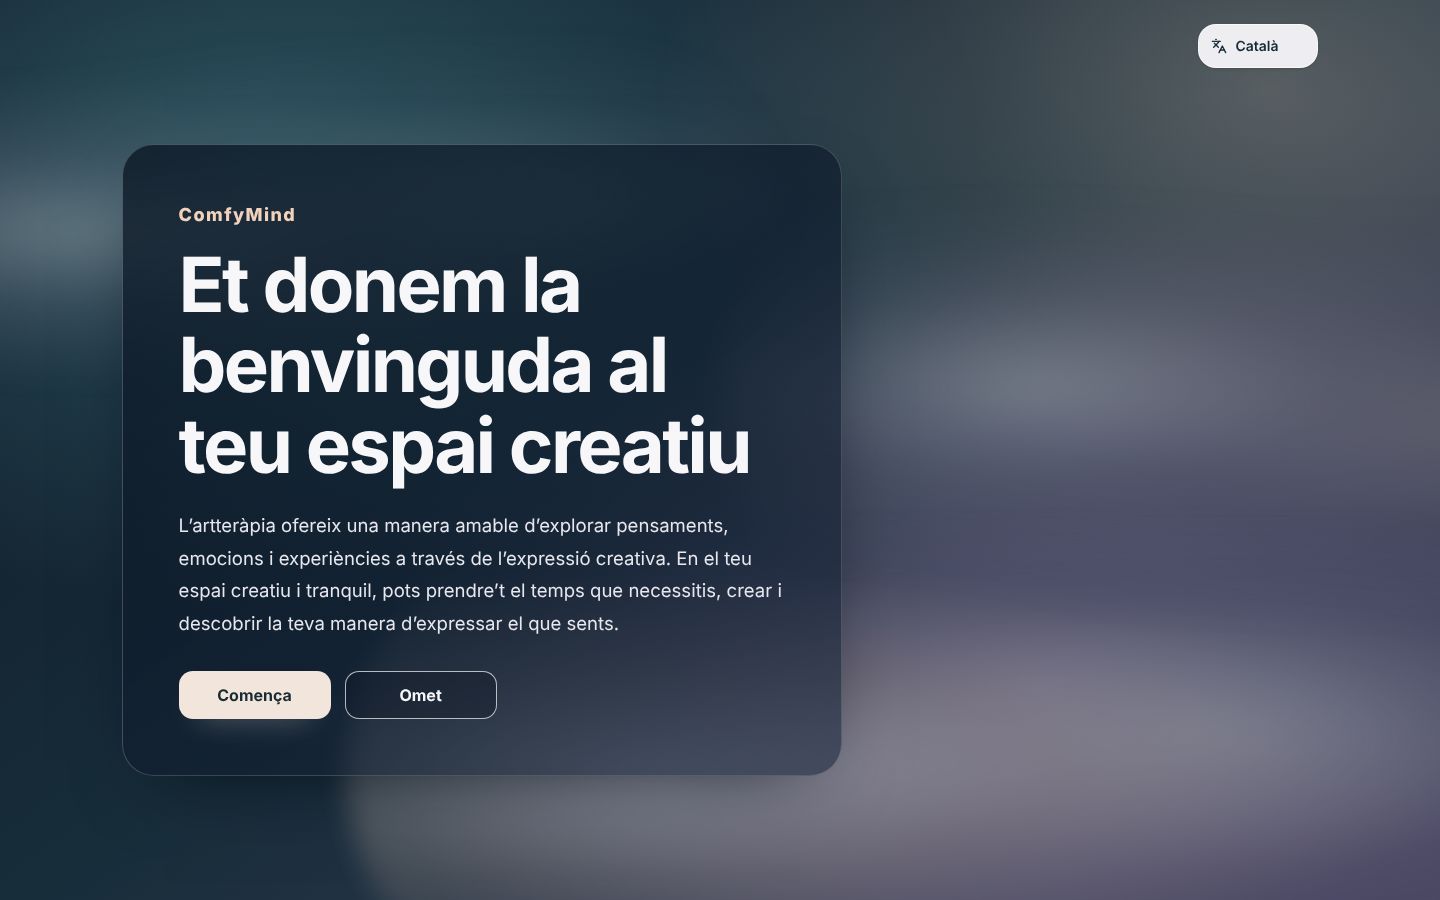 Català
ComfyMind
Et donem la
benvinguda al
teu espai creatiu
L’artteràpia ofereix una manera amable d’explorar pensaments,
emocions i experiències a través de l’expressió creativa. En el teu
espai creatiu i tranquil, pots prendre’t el temps que necessitis, crear i
descobrir la teva manera d’expressar el que sents.
Comença
Omet